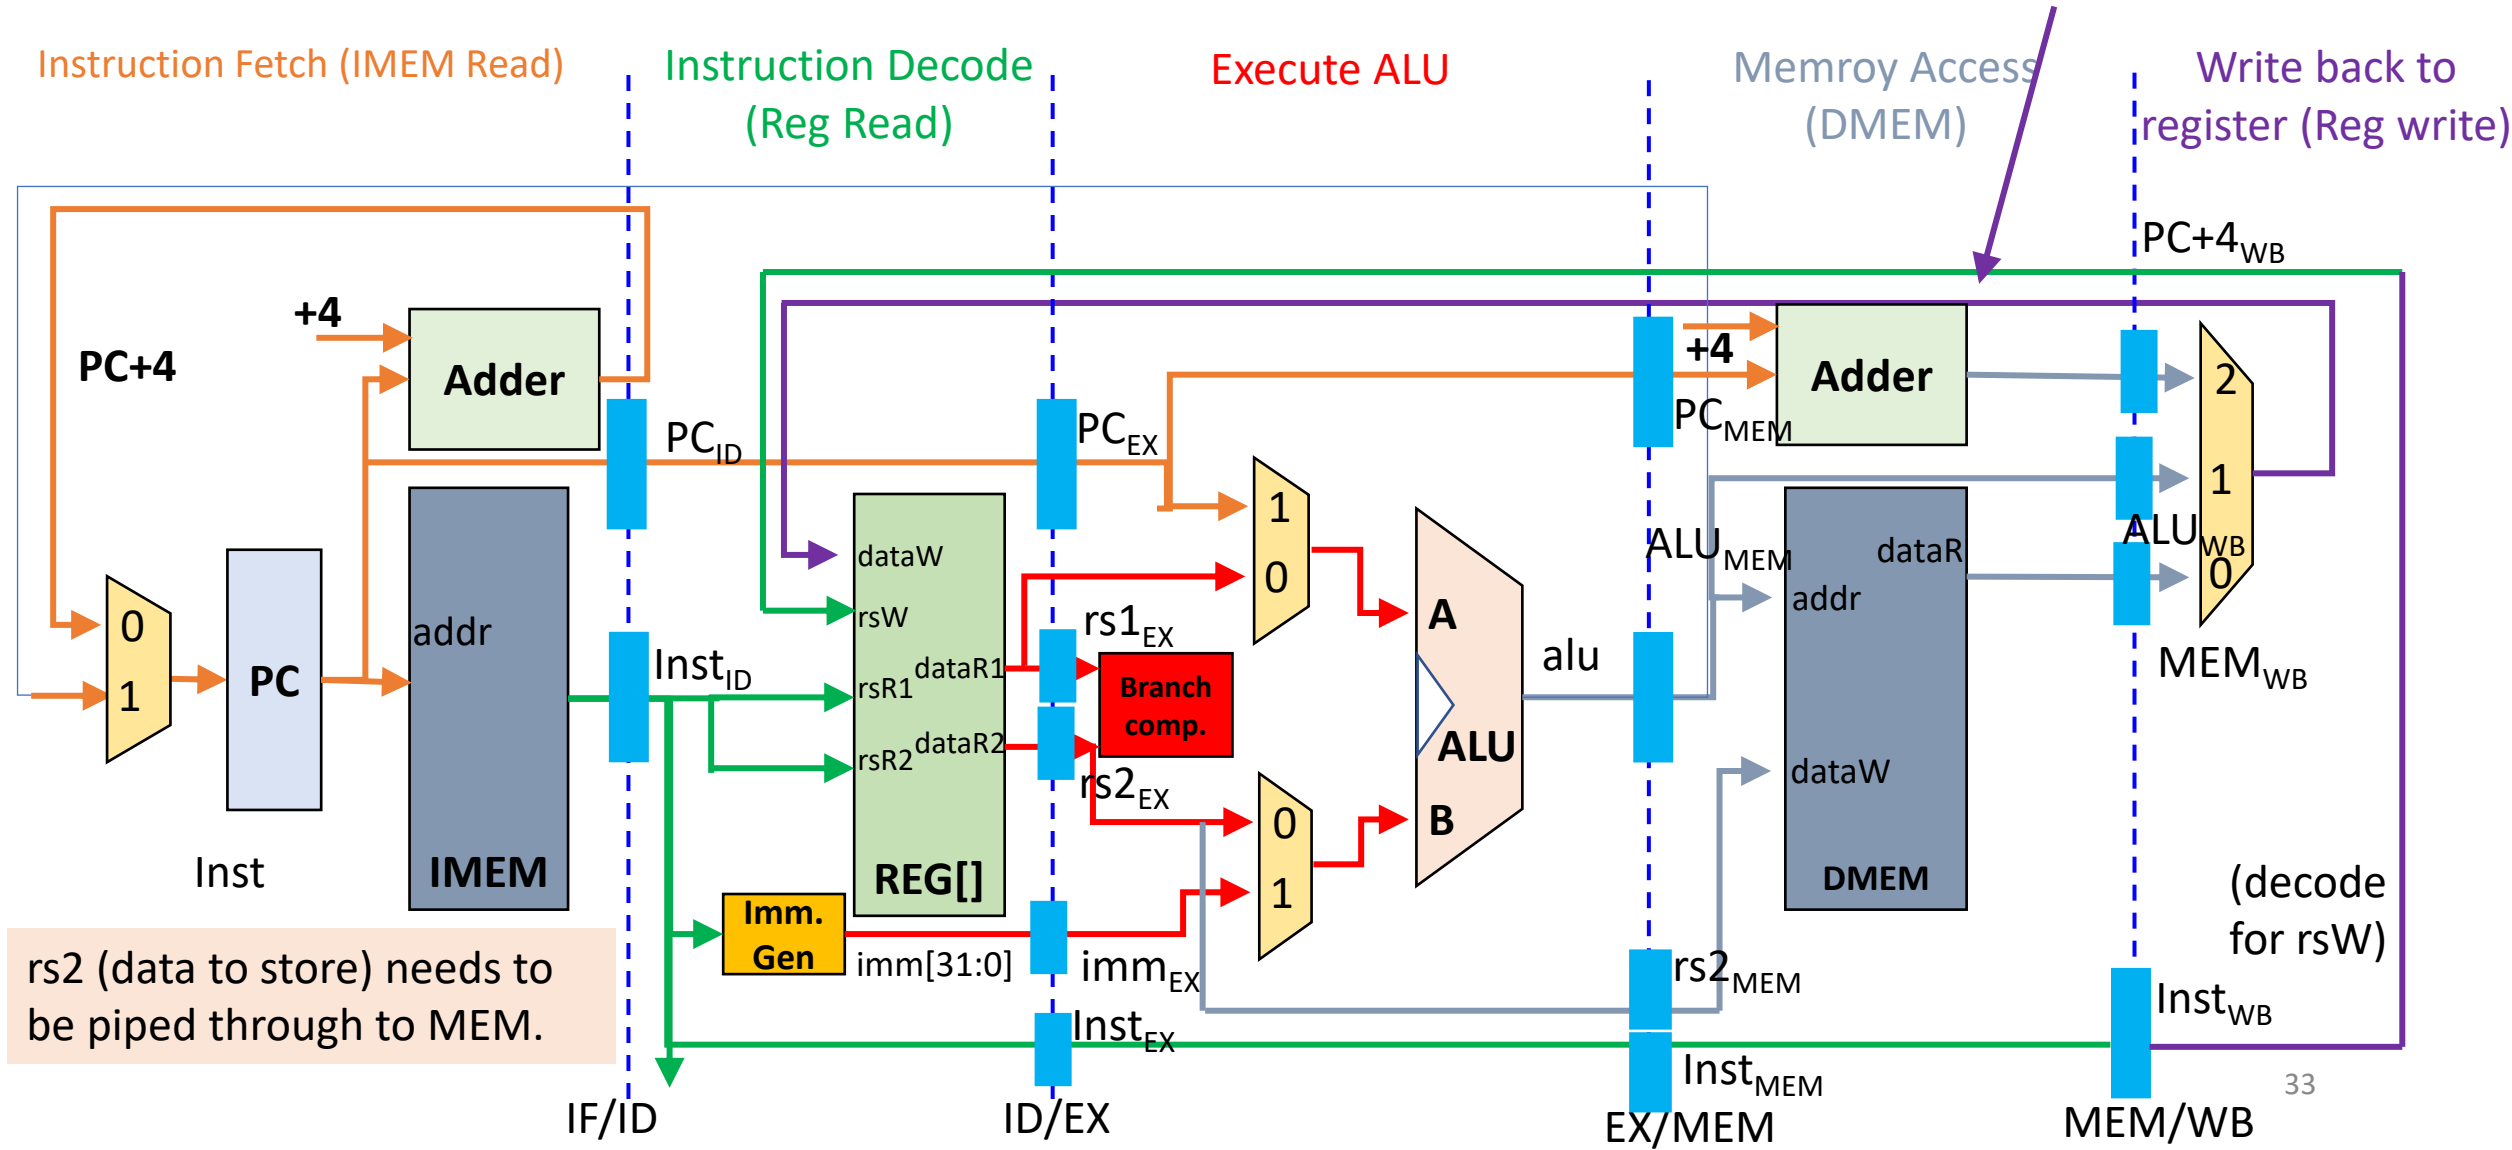 Instruction Fetch (IMEM Read)
Instruction Decode
(Reg Read)
Execute ALU
Memroy Access
(DMEM)
Write back to
register (Reg write)
PC+4WB
+4
PC+4
Adder
PCID
PCEX
+4
Adder
PCMEM
2
1
0
ALUWB
MEMWB
1
0
ALUMEM
dataR
addr
dataW
DMEM
dataW
rsW
rsR1
rsR2
dataR1
dataR2
REG[]
rs1EX
Branch
comp.
rs2EX
A
B
ALU
alu
0
1
0
1
PC
addr
IMEM
InstID
Inst
Imm.
Gen
imm[31:0]
immEX
rs2MEM
(decode
for rsW)
InstEX
InstMEM
InstWB
rs2 (data to store) needs to
be piped through to MEM.
33
IF/ID
ID/EX
EX/MEM
MEM/WB